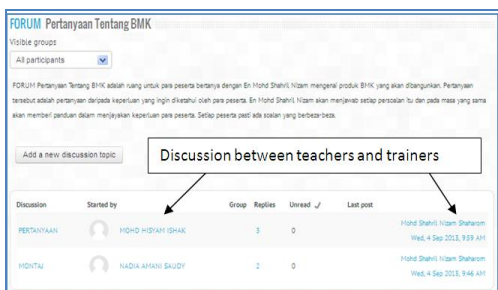 FORUM Pertanyaan Tentang BMK
Visible groups
All participants
FORUM Pertanyaan Tentang BMK adalah ruang untuk para peserta bertanya dengan En Mohd Shahril Nizam mengenai produk BMK yang akan dibangunkan. Pertanyaan
tersebut adalah pertanyaan daripada keperluan yang ingin diketahui oleh para peserta. En Mohd Shahril Nizam akan menjawab setiap persoalan itu dan pada masa yang sama
akan memberi panduan dalam menjayakan keperluan para peserta. Setiap peserta pasti ada soalan yang berbeza-beza.
Add a new discussion topic
Discussion between teachers and trainers
Discussion Started by Group Replies Unread ✓ Last post
PERTANYAAN MOHD HISYAM ISHAK 3 0 Mohd Shahril Nizam Shaharom
Wed, 4 Sep 2013, 9:59 AM
MONTAJ NADIA AMANI SAUDY 2 0 Mohd Shahril Nizam Shaharom
Wed, 4 Sep 2013, 9:46 AM